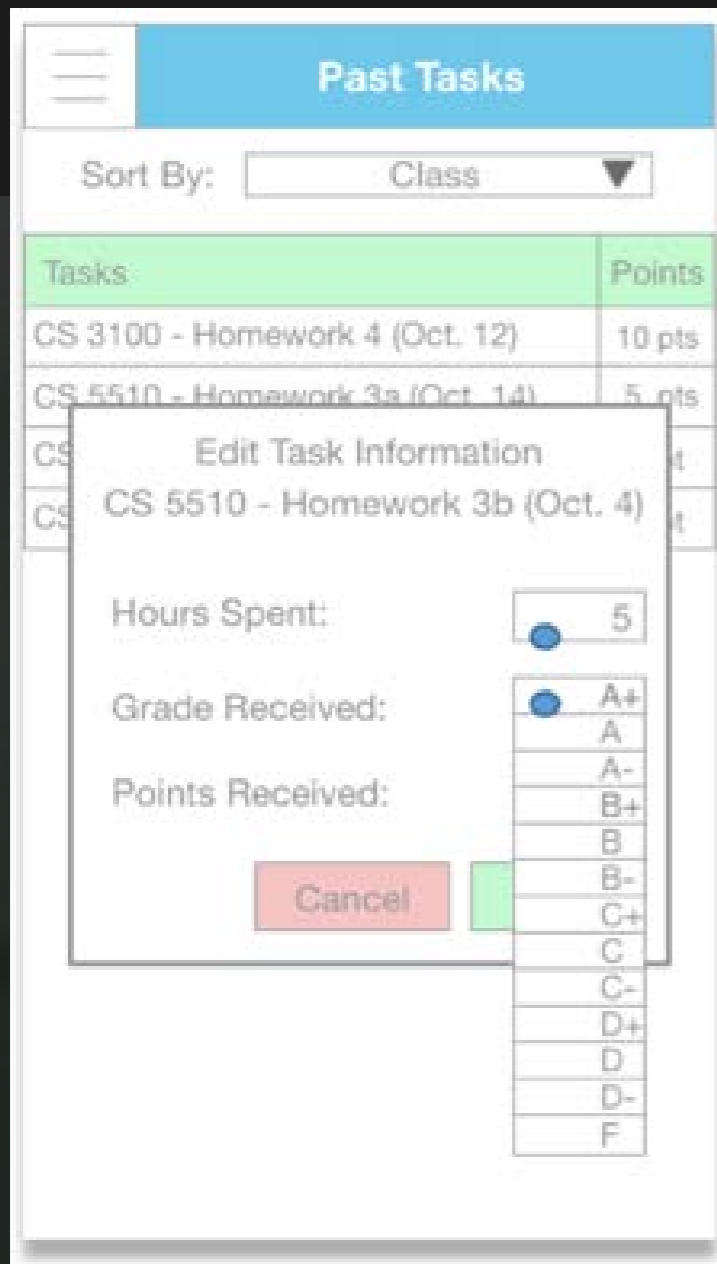 Past Tasks
Sort By: Class
Tasks Points
CS 3100 - Homework 4 (Oct. 12) 10 pts
CS 5510 - Homework 3a (Oct. 14) 5 pts
CS
CS
Edit Task Information
CS 5510 - Homework 3b (Oct. 4)
Hours Spent: 5
Grade Received: A+
A
A-
Points Received:
B+
B
B-
Cancel
C+
C
C-
D+
D
D-
F